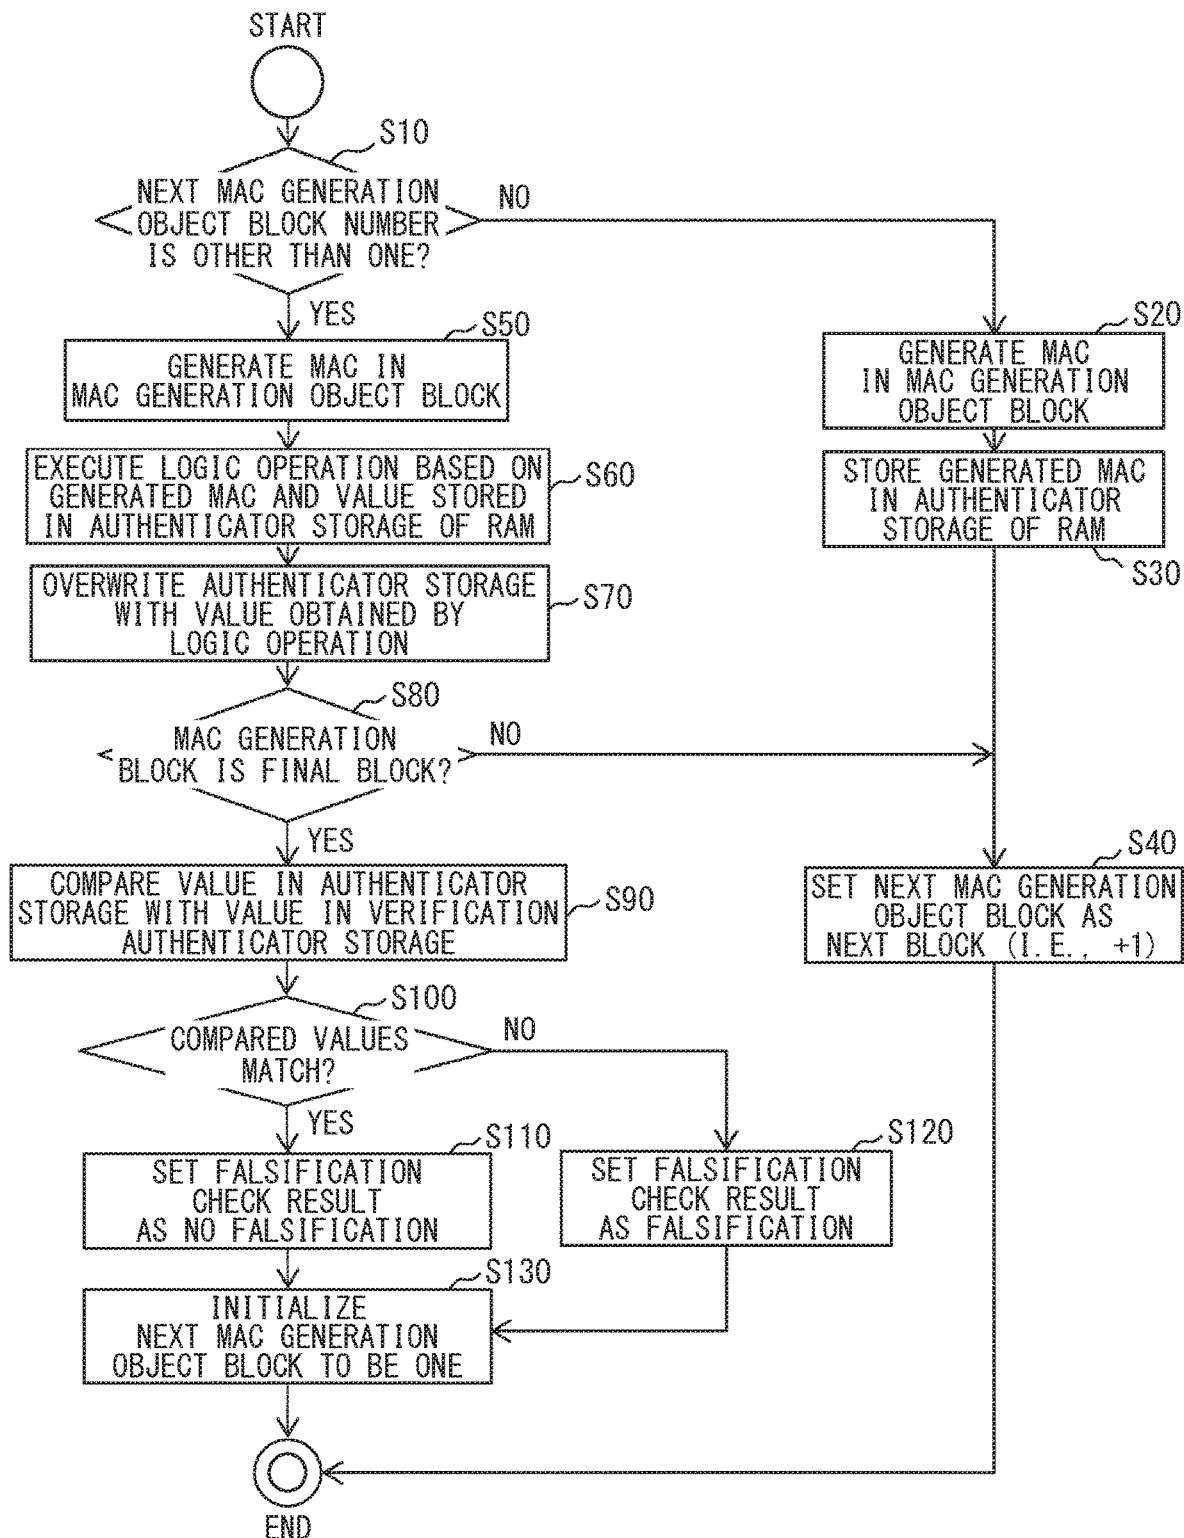 START
S10
NEXT MAC GENERATION
OBJECT BLOCK NUMBER
IS OTHER THAN ONE?
NO
YES
S50
GENERATE MAC IN
MAC GENERATION OBJECT BLOCK
S20
GENERATE MAC
IN MAC GENERATION
OBJECT BLOCK
EXECUTE LOGIC OPERATION BASED ON
GENERATED MAC AND VALUE STORED
IN AUTHENTICATOR STORAGE OF RAM
S60
STORE GENERATED MAC
IN AUTHENTICATOR
STORAGE OF RAM
S30
OVERWRITE AUTHENTICATOR STORAGE
WITH VALUE OBTAINED BY
LOGIC OPERATION
S70
S80
MAC GENERATION
BLOCK IS FINAL BLOCK?
NO
YES
COMPARE VALUE IN AUTHENTICATOR
STORAGE WITH VALUE IN VERIFICATION
AUTHENTICATOR STORAGE
S90
S40
SET NEXT MAC GENERATION
OBJECT BLOCK AS
NEXT BLOCK (I.E., +1)
S100
COMPARED VALUES
MATCH?
NO
YES
S110
SET FALSIFICATION
CHECK RESULT
AS NO FALSIFICATION
S120
SET FALSIFICATION
CHECK RESULT
AS FALSIFICATION
S130
INITIALIZE
NEXT MAC GENERATION
OBJECT BLOCK TO BE ONE
END